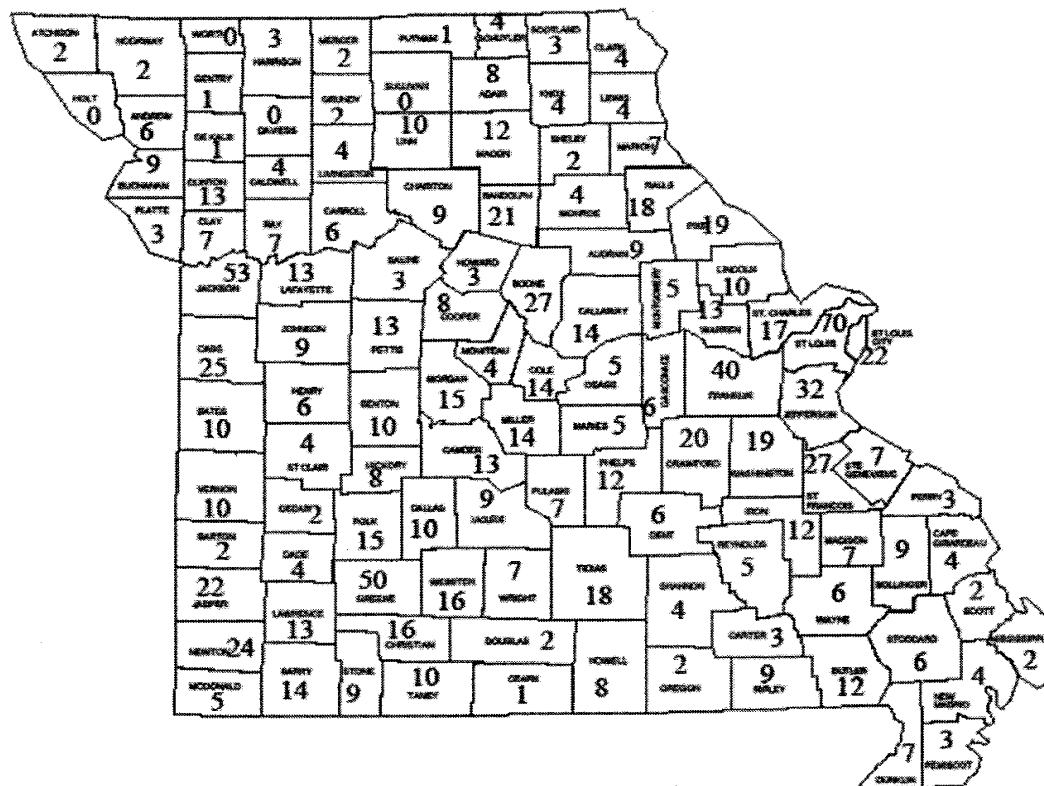 ATCHISON
2
NODAWAY
2
WORTH 0
3
HARRISON
MERCER
2
PUTNAM 1
4
SCHUYLER
SCOTLAND
3
CLARK
4
HOLT
0
ANDREW
6
GENTRY
1
DE KALB
1
0
DAVIESS
GRUNDY
2
SULLIVAN
0
8
ADAIR
KNOX
4
LEWIS
4
9
BUCHANAN
CLINTON
13
4
CALDWELL
4
LIVINGSTON
10
LINN
12
MACON
SHELBY
2
MARION 7
PLATTE
3
CLAY
7
RAY
7
CARROLL
6
CHARITON
9
RANDOLPH
21
4
MONROE
RALLS
18
PIKE 19
53
JACKSON
13
LAFAYETTE
SALINE
3
HOWARD
3
BOONE
27
AUDRAIN 9
CALLAWAY
14
MONTGOMERY
5
LINCOLN
10
13
WARREN
ST. CHARLES
17
70
ST LOUIS
ST LOUIS
CITY
22
CASS
25
JOHNSON
9
13
PETTIS
8
COOPER
MONITEAU
4
COLE
14
5
OSAGE
GASCONADE
6
40
FRANKLIN
32
JEFFERSON
BATES
10
HENRY
6
BENTON
10
MORGAN
15
MILLER
14
MARIES 5
4
ST CLAIR
HICKORY
8
CAMDEN
13
PULASKI
7
PHELPS
12
20
CRAWFORD
19
WASHINGTON
27
ST
FRANCOIS
7
STE
GENEVIEVE
PERRY 3
VERNON
10
CEDAR 2
POLK
15
DALLAS
10
9
LACLEDE
6
DENT
IRON
12
MADISON
7
9
BOLLINGER
CAPE
GIRARDEAU
4
BARTON
2
DADE
4
50
GREENE
WEBSTER
16
7
WRIGHT
TEXAS
18
SHANNON
4
REYNOLDS
5
6
WAYNE
2
SCOTT
22
JASPER
LAWRENCE
13
16
CHRISTIAN
DOUGLAS 2
HOWELL
8
CARTER 3
STODDARD
6
MISSISSIPPI
2
NEWTON 24
MCDONALD
5
BARRY
14
STONE
9
10
TANEY
OZARK
1
2
OREGON
9
RIPLEY
BUTLER
12
4
NEW
MADRID
7
DUNKLIN
3
PEMISCOT